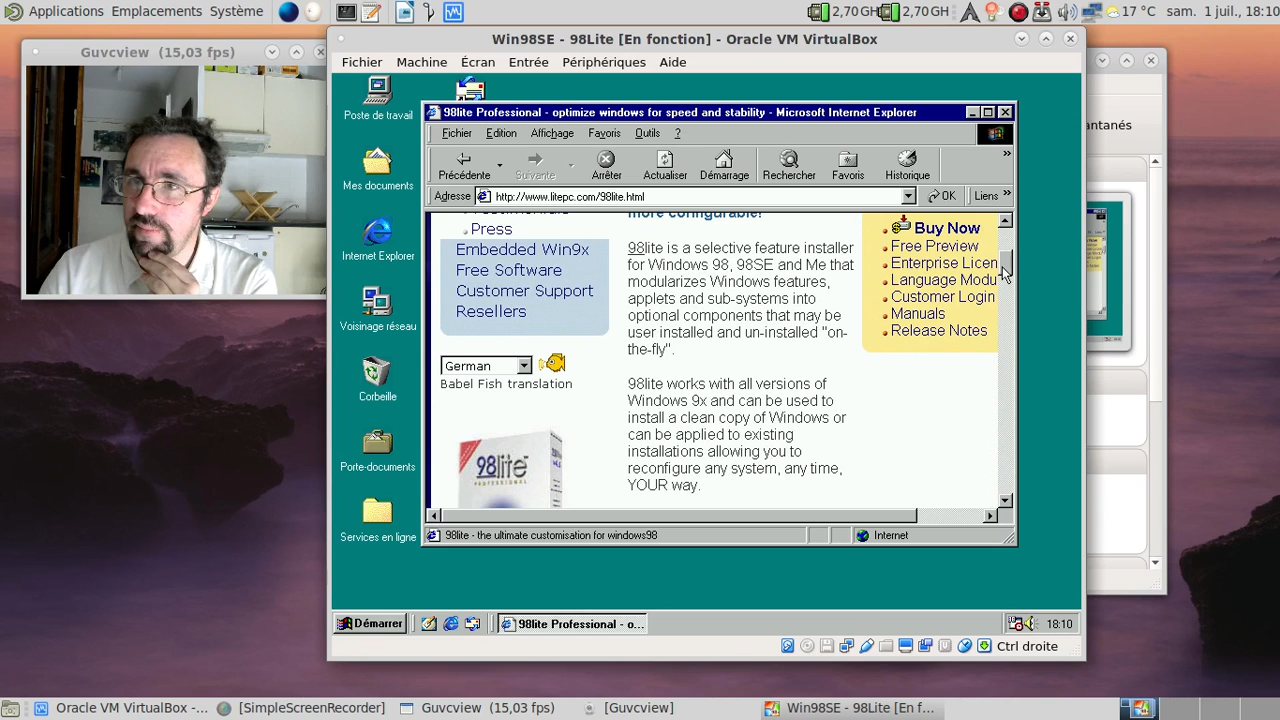 Applications Emplacements Système
2,70 GH 2,70 GH 17 °C sam. 1 juil., 18:10
Guvcview (15,03 fps)
Win98SE - 98Lite [En fonction] - Oracle VM VirtualBox
Fichier Machine Écran Entrée Périphériques Aide
antanés
Poste de travail
Mes documents
Internet Explorer
Voisinage réseau
Corbeille
Porte-documents
Services en ligne
98lite Professional - optimize windows for speed and stability - Microsoft Internet Explorer
Fichier Edition Affichage Favoris Outils ?
Précédente Suivante Arrêter Actualiser Démarrage Rechercher Favoris Historique
Adresse http://www.litepc.com/98lite.html OK Liens
Press
Embedded Win9x
Free Software
Customer Support
Resellers
German
Babel Fish translation
98lite
PROFESSIONAL
more configurable!
98lite is a selective feature installer
for Windows 98, 98SE and Me that
modularizes Windows features,
applets and sub-systems into
optional components that may be
user installed and un-installed "on-
the-fly".
98lite works with all versions of
Windows 9x and can be used to
install a clean copy of Windows or
can be applied to existing
installations allowing you to
reconfigure any system, any time,
YOUR way.
Buy Now
Free Preview
Enterprise Licen
Language Modu
Customer Login
Manuals
Release Notes
98lite - the ultimate customisation for windows98 Internet
Démarrer 98lite Professional - o... 18:10
Ctrl droite
Oracle VM VirtualBox -... [SimpleScreenRecorder] Guvcview (15,03 fps) [Guvcview] Win98SE - 98Lite [En f...